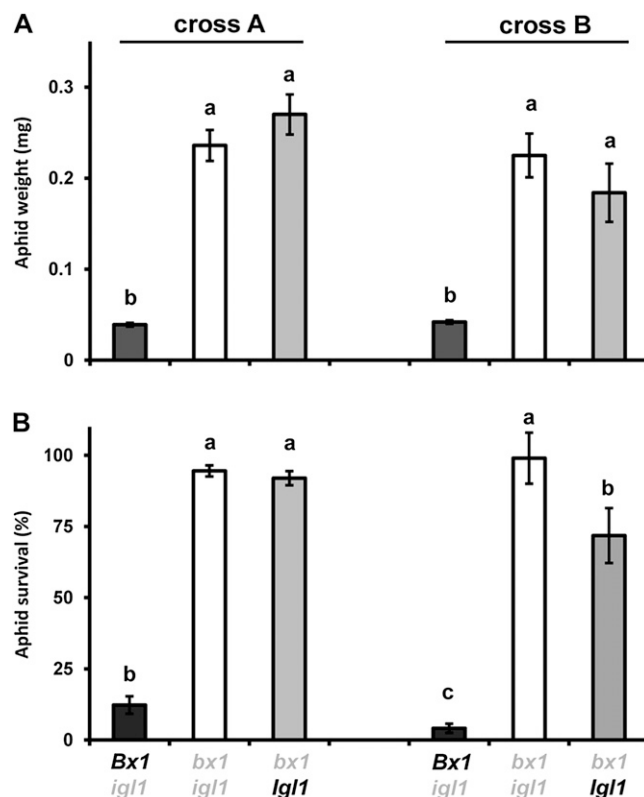 A
cross A
cross B
Aphid weight (mg)
0.3
0.2
0.1
0
b
a
a
b
a
a
B
Aphid survival (%)
100
75
50
25
0
b
a
a
c
a
b
Bx1 bx1 bx1 Bx1 bx1 bx1
igl1 igl1 Igl1 igl1 igl1 Igl1